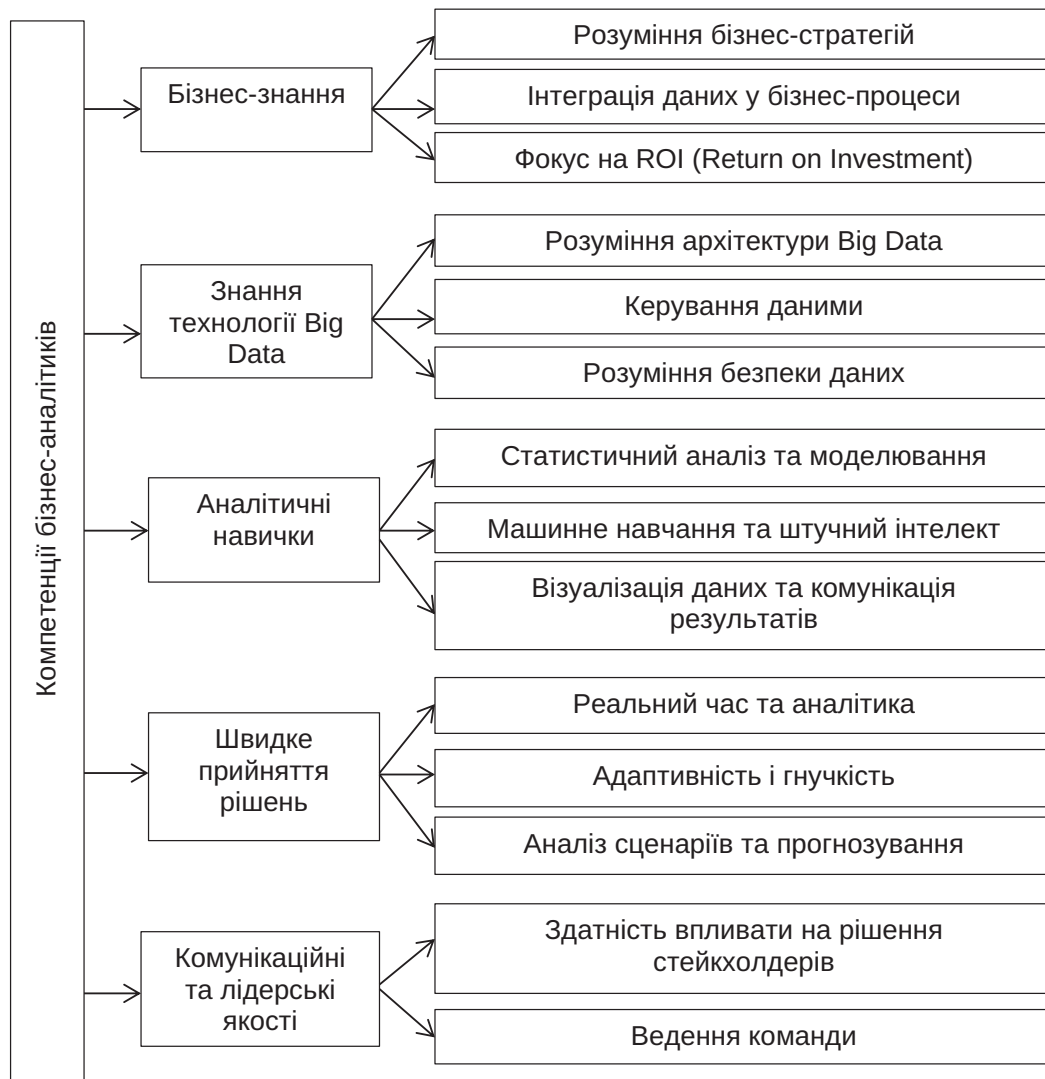 Компетенції бізнес-аналітиків
Бізнес-знання
Розуміння бізнес-стратегій
Інтеграція даних у бізнес-процеси
Фокус на ROI (Return on Investment)
Знання
технології Big
Data
Розуміння архітектури Big Data
Керування даними
Розуміння безпеки даних
Аналітичні
навички
Статистичний аналіз та моделювання
Машинне навчання та штучний інтелект
Візуалізація даних та комунікація
результатів
Швидке
прийняття
рішень
Реальний час та аналітика
Адаптивність і гнучкість
Аналіз сценаріїв та прогнозування
Комунікаційні
та лідерські
якості
Здатність впливати на рішення
стейкхолдерів
Ведення команди